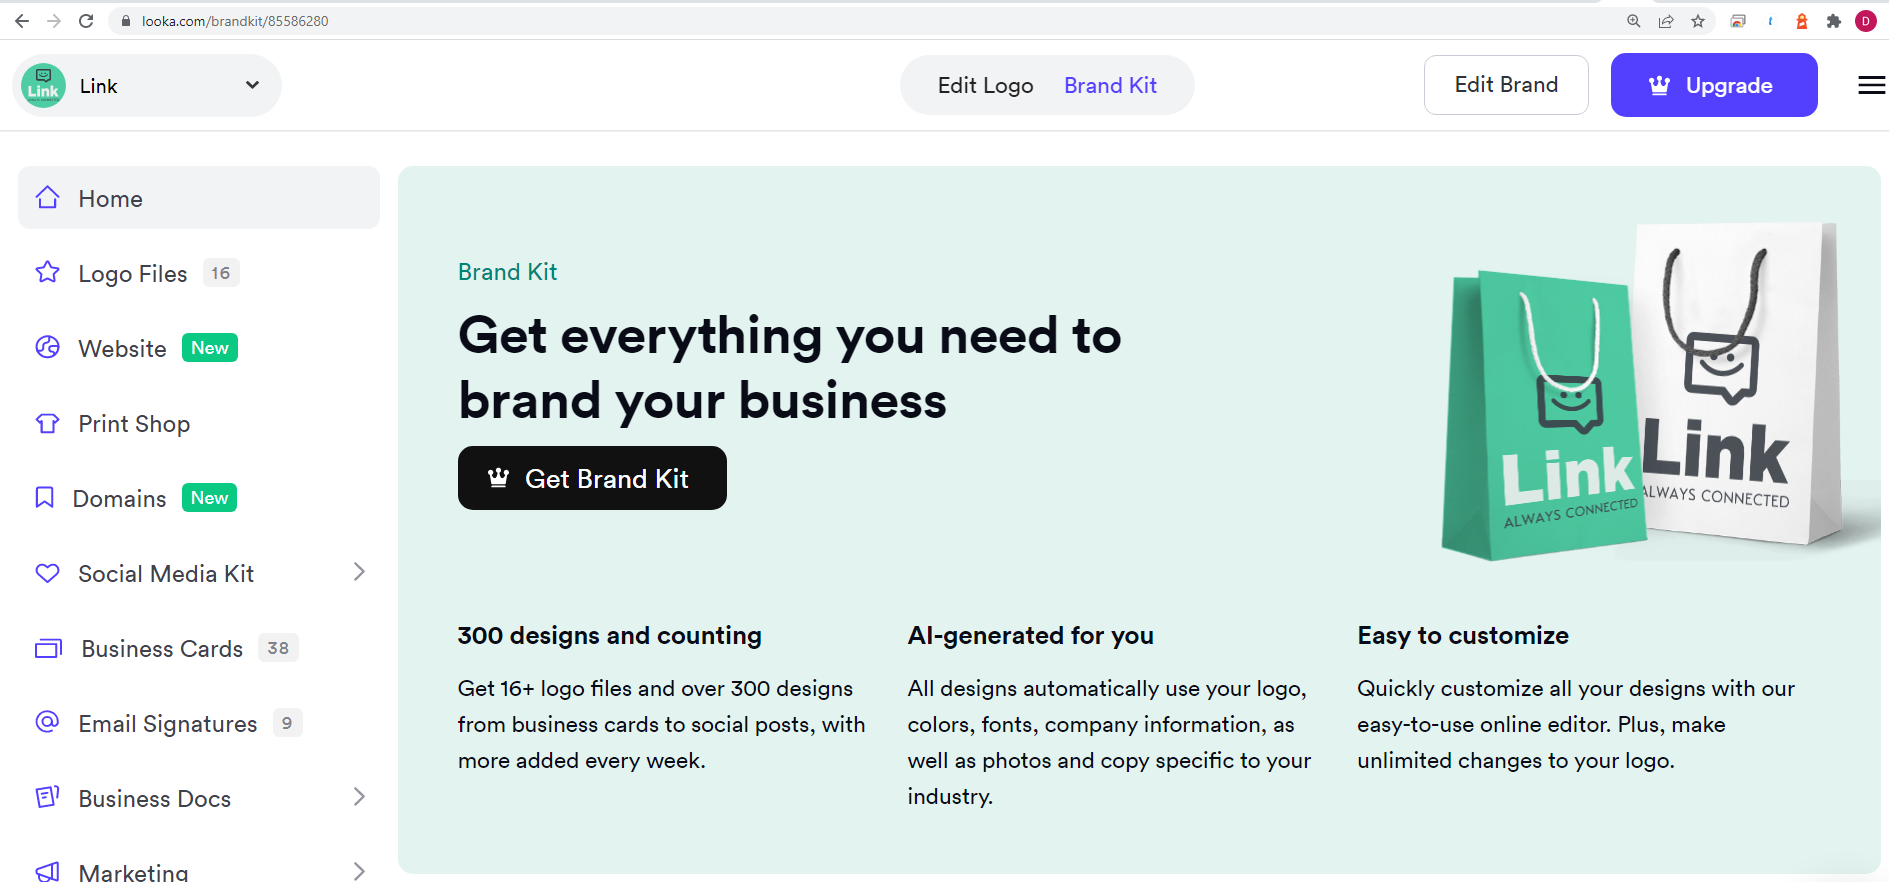 looka.com/brandkit/85586280
D
Link
ALWAYS CONNECTED
Link
Edit Logo
Brand Kit
Edit Brand
Upgrade
Home
Logo Files 16
Website New
Print Shop
Domains New
Social Media Kit
Business Cards 38
Email Signatures 9
Business Docs
Marketing
Brand Kit
Get everything you need to
brand your business
Get Brand Kit
Link
ALWAYS CONNECTED
Link
ALWAYS CONNECTED
300 designs and counting
Get 16+ logo files and over 300 designs
from business cards to social posts, with
more added every week.
AI-generated for you
All designs automatically use your logo,
colors, fonts, company information, as
well as photos and copy specific to your
industry.
Easy to customize
Quickly customize all your designs with our
easy-to-use online editor. Plus, make
unlimited changes to your logo.